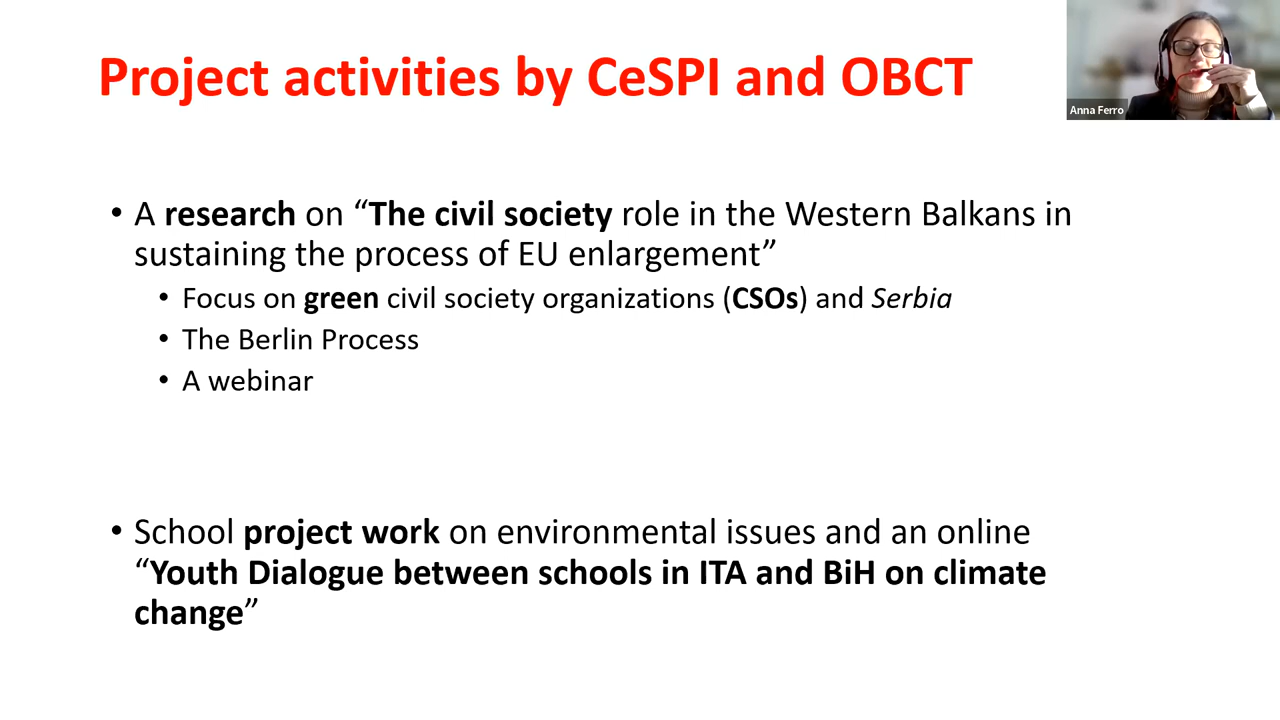 Project activities by CeSPI and OBCT
Anna Ferro
• A research on “The civil society role in the Western Balkans in
sustaining the process of EU enlargement”
• Focus on green civil society organizations (CSOs) and Serbia
• The Berlin Process
• A webinar
• School project work on environmental issues and an online
“Youth Dialogue between schools in ITA and BiH on climate
change”